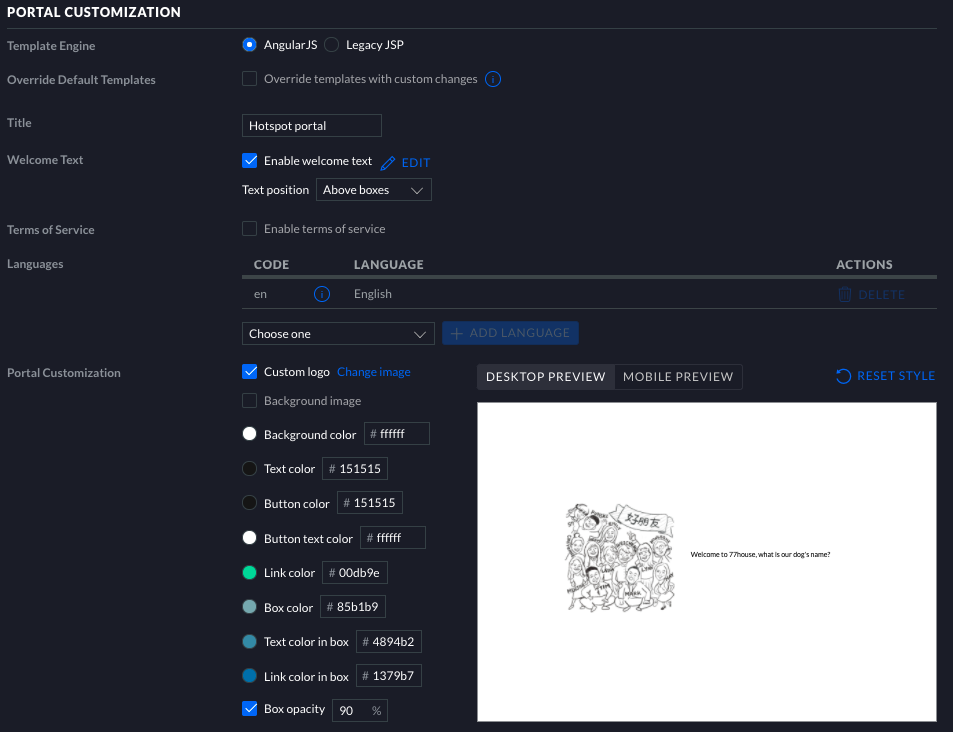 PORTAL CUSTOMIZATION
Template Engine
AngularJS Legacy JSP
Override Default Templates
Override templates with custom changes
Title
Hotspot portal
Welcome Text
Enable welcome text EDIT
Text position Above boxes
Terms of Service
Enable terms of service
Languages
CODE LANGUAGE ACTIONS
en English DELETE
Choose one ADD LANGUAGE
Portal Customization
Custom logo Change image
DESKTOP PREVIEW MOBILE PREVIEW RESET STYLE
Background image
Background color # ffffff
Text color # 151515
Button color # 151515
Button text color # ffffff
Link color # 00db9e
Box color # 85b1b9
Text color in box # 4894b2
Link color in box # 1379b7
Box opacity 90 %
好朋友
Welcome to 77house, what is our dog's name?